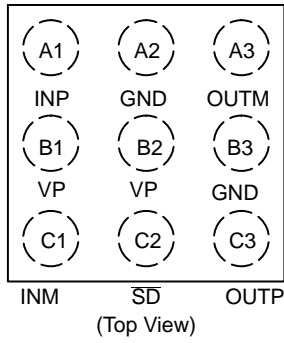 A1 A2 A3
INP GND OUTM
B1 B2 B3
VP VP GND
C1 C2 C3
INM S̅D̅ OUTP
(Top View)